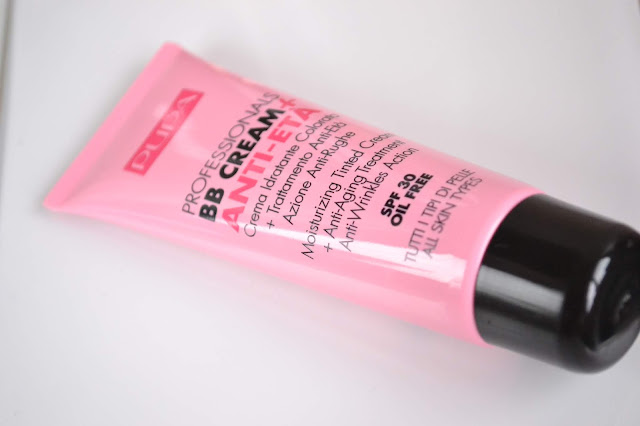 PUPA
PROFESSIONALS
BB CREAM +
ANTI-ETÀ
Crema Idratante Colorata
+ Trattamento Anti-Età
Azione Anti-Rughe
Moisturizing Tinted Cream
+ Anti-Aging Treatment
Anti-Wrinkles Action
SPF 30
OIL FREE
TUTTI I TIPI DI PELLE
ALL SKIN TYPES